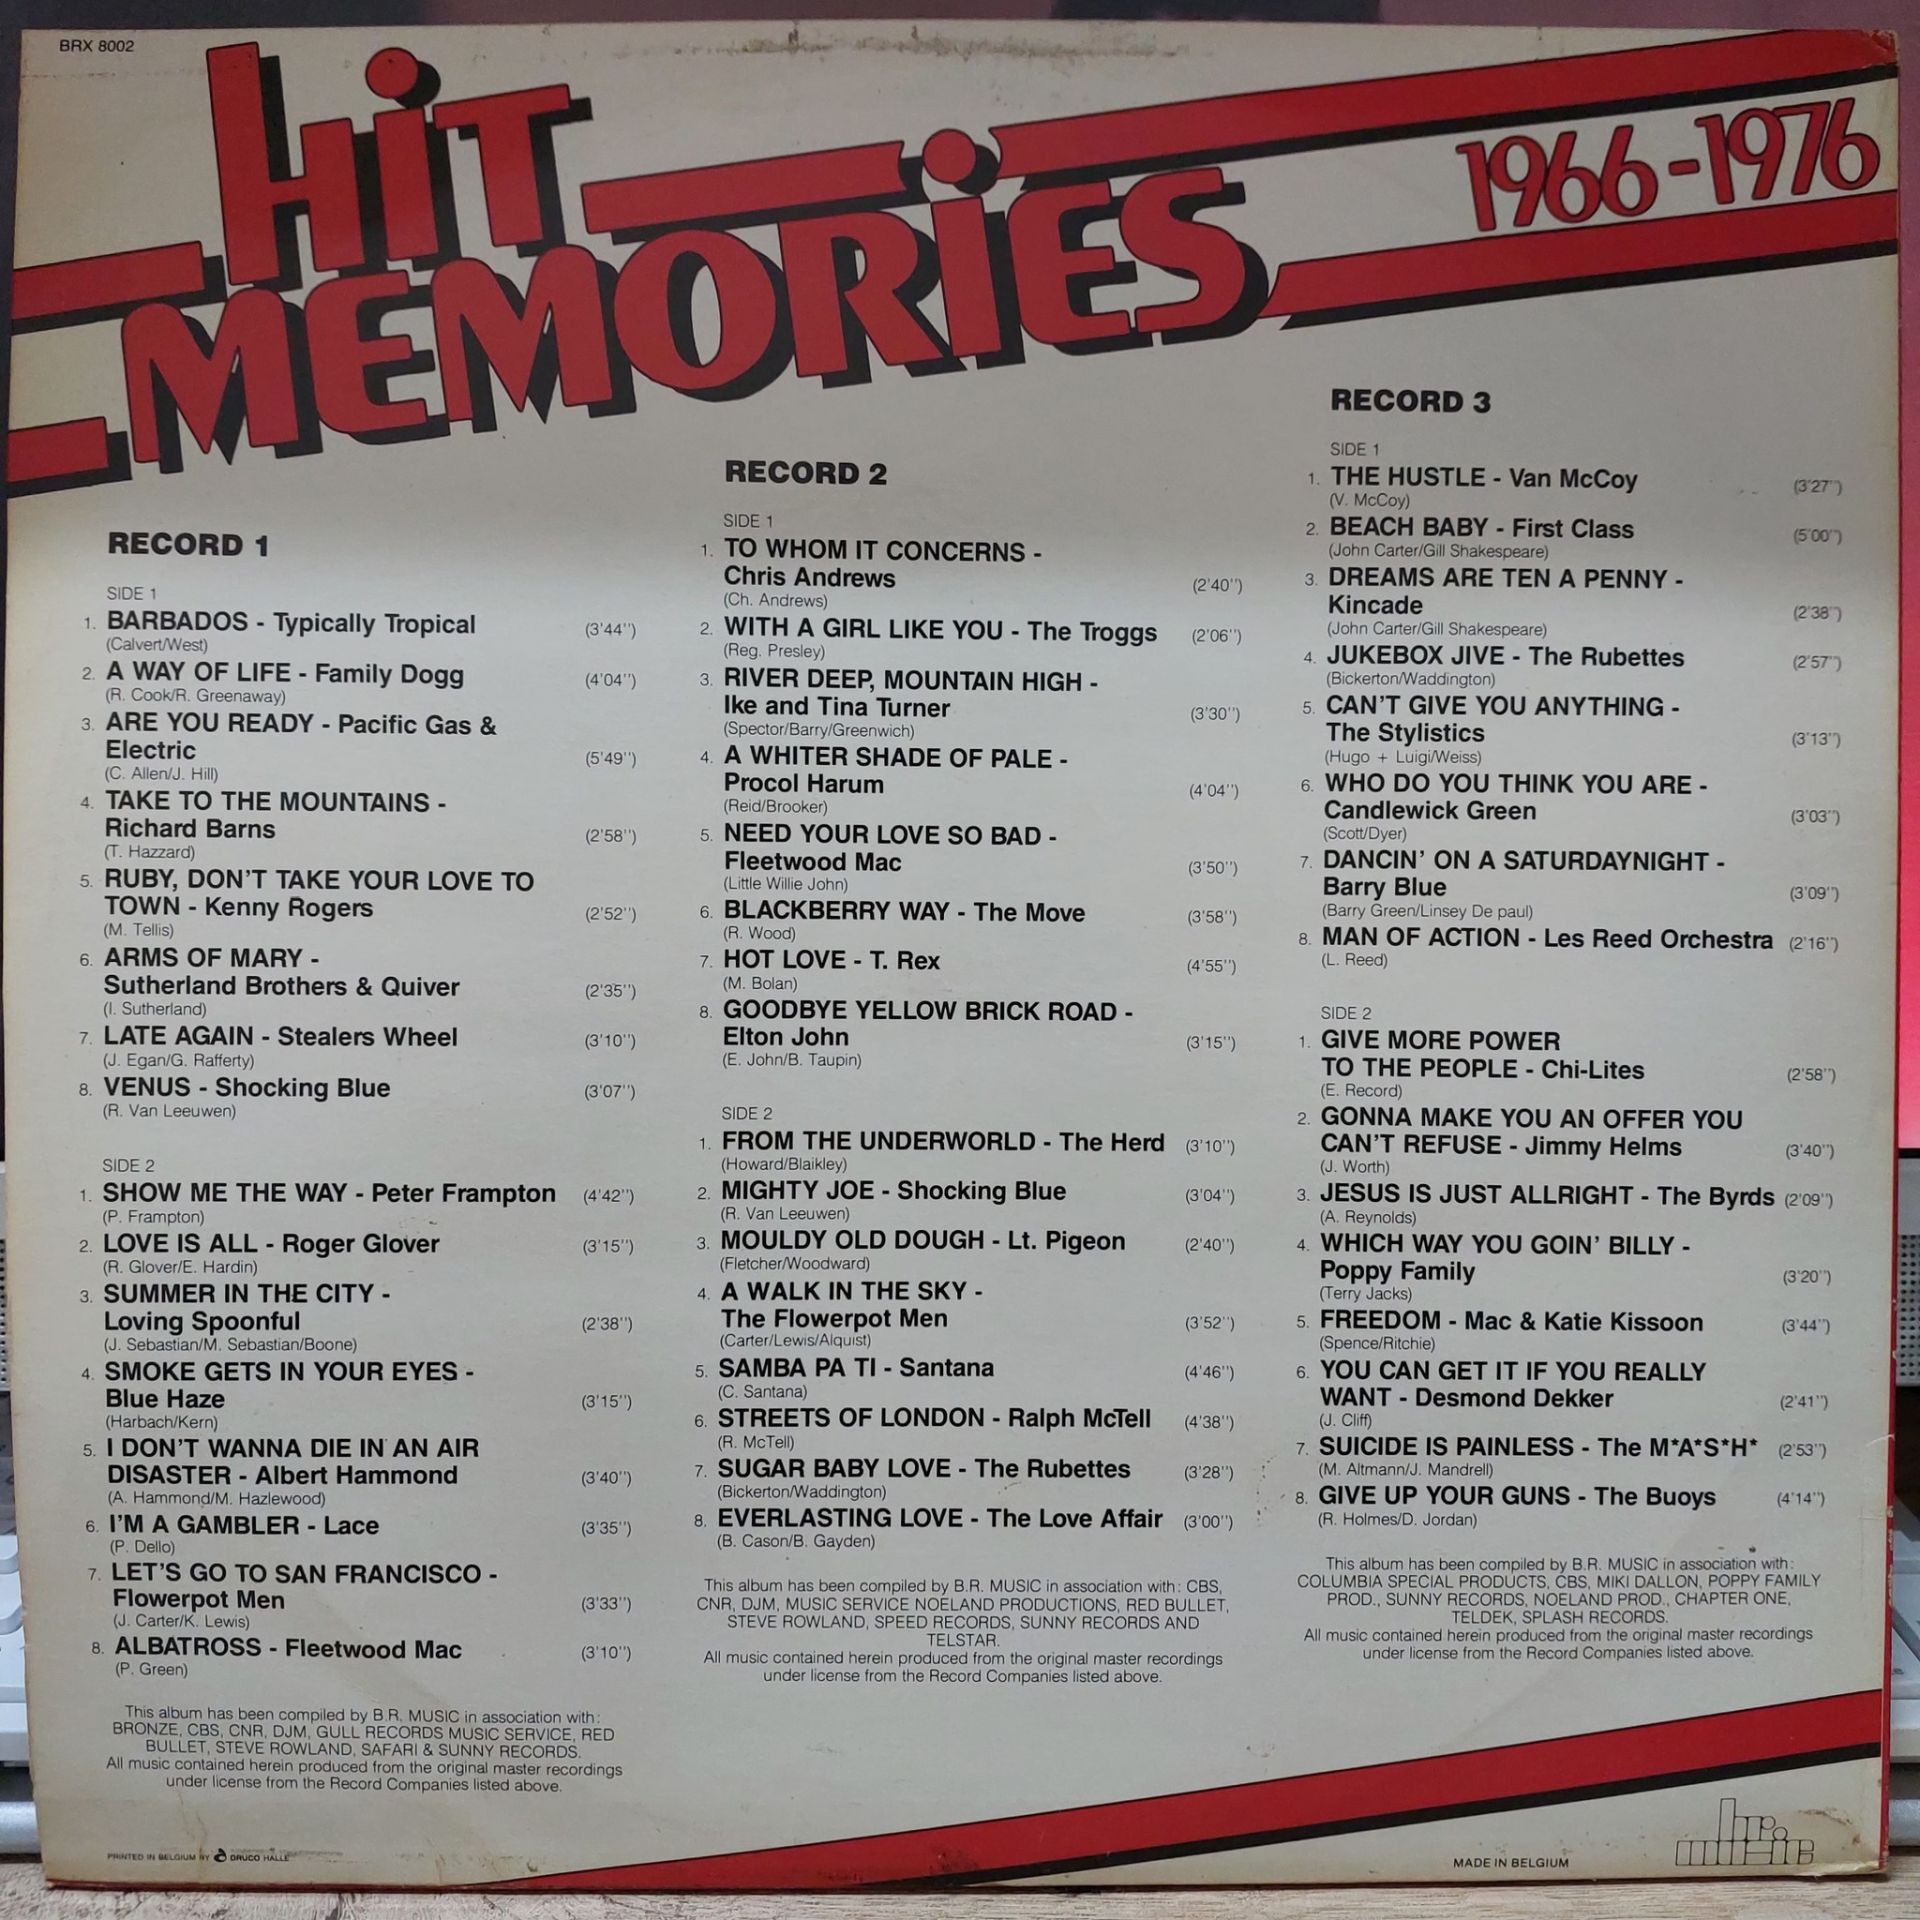 BRX 8002
HIT
MEMORIES
1966-1976
RECORD 1
SIDE 1
1. BARBADOS - Typically Tropical (3'44'')
(Calvert/West)
2. A WAY OF LIFE - Family Dogg (4'04'')
(R. Cook/R. Greenaway)
3. ARE YOU READY - Pacific Gas &
Electric (5'49'')
(C. Allen/J. Hill)
4. TAKE TO THE MOUNTAINS -
Richard Barns (2'58'')
(T. Hazzard)
5. RUBY, DON'T TAKE YOUR LOVE TO
TOWN - Kenny Rogers (2'52'')
(M. Tellis)
6. ARMS OF MARY -
Sutherland Brothers & Quiver (2'35'')
(I. Sutherland)
7. LATE AGAIN - Stealers Wheel (3'10'')
(J. Egan/G. Rafferty)
8. VENUS - Shocking Blue (3'07'')
(R. Van Leeuwen)
SIDE 2
1. SHOW ME THE WAY - Peter Frampton (4'42'')
(P. Frampton)
2. LOVE IS ALL - Roger Glover (3'15'')
(R. Glover/E. Hardin)
3. SUMMER IN THE CITY -
Loving Spoonful (2'38'')
(J. Sebastian/M. Sebastian/Boone)
4. SMOKE GETS IN YOUR EYES -
Blue Haze (3'15'')
(Harbach/Kern)
5. I DON'T WANNA DIE IN AN AIR
DISASTER - Albert Hammond (3'40'')
(A. Hammond/M. Hazlewood)
6. I'M A GAMBLER - Lace (3'35'')
(P. Dello)
7. LET'S GO TO SAN FRANCISCO -
Flowerpot Men (3'33'')
(J. Carter/K. Lewis)
8. ALBATROSS - Fleetwood Mac (3'10'')
(P. Green)
This album has been compiled by B.R. MUSIC in association with:
BRONZE, CBS, CNR, DJM, GULL RECORDS MUSIC SERVICE, RED
BULLET, STEVE ROWLAND, SAFARI & SUNNY RECORDS.
All music contained herein produced from the original master recordings
under license from the Record Companies listed above.
PRINTED IN BELGIUM BY DRUCO HALLE
RECORD 2
SIDE 1
1. TO WHOM IT CONCERNS -
Chris Andrews (2'40'')
(Ch. Andrews)
2. WITH A GIRL LIKE YOU - The Troggs (2'06'')
(Reg. Presley)
3. RIVER DEEP, MOUNTAIN HIGH -
Ike and Tina Turner (3'30'')
(Spector/Barry/Greenwich)
4. A WHITER SHADE OF PALE -
Procol Harum (4'04'')
(Reid/Brooker)
5. NEED YOUR LOVE SO BAD -
Fleetwood Mac (3'50'')
(Little Willie John)
6. BLACKBERRY WAY - The Move (3'58'')
(R. Wood)
7. HOT LOVE - T. Rex (4'55'')
(M. Bolan)
8. GOODBYE YELLOW BRICK ROAD -
Elton John (3'15'')
(E. John/B. Taupin)
SIDE 2
1. FROM THE UNDERWORLD - The Herd (3'10'')
(Howard/Blaikley)
2. MIGHTY JOE - Shocking Blue (3'04'')
(R. Van Leeuwen)
3. MOULDY OLD DOUGH - Lt. Pigeon (2'40'')
(Fletcher/Woodward)
4. A WALK IN THE SKY -
The Flowerpot Men (3'52'')
(Carter/Lewis/Alquist)
5. SAMBA PA TI - Santana (4'46'')
(C. Santana)
6. STREETS OF LONDON - Ralph McTell (4'38'')
(R. McTell)
7. SUGAR BABY LOVE - The Rubettes (3'28'')
(Bickerton/Waddington)
8. EVERLASTING LOVE - The Love Affair (3'00'')
(B. Cason/B. Gayden)
This album has been compiled by B.R. MUSIC in association with: CBS,
CNR, DJM, MUSIC SERVICE NOELAND PRODUCTIONS, RED BULLET,
STEVE ROWLAND, SPEED RECORDS, SUNNY RECORDS AND
TELSTAR.
All music contained herein produced from the original master recordings
under license from the Record Companies listed above.
RECORD 3
SIDE 1
1. THE HUSTLE - Van McCoy (3'27'')
(V. McCoy)
2. BEACH BABY - First Class (5'00'')
(John Carter/Gill Shakespeare)
3. DREAMS ARE TEN A PENNY -
Kincade (2'38'')
(John Carter/Gill Shakespeare)
4. JUKEBOX JIVE - The Rubettes (2'57'')
(Bickerton/Waddington)
5. CAN'T GIVE YOU ANYTHING -
The Stylistics (3'13'')
(Hugo + Luigi/Weiss)
6. WHO DO YOU THINK YOU ARE -
Candlewick Green (3'03'')
(Scott/Dyer)
7. DANCIN' ON A SATURDAYNIGHT -
Barry Blue (3'09'')
(Barry Green/Linsey De paul)
8. MAN OF ACTION - Les Reed Orchestra (2'16'')
(L. Reed)
SIDE 2
1. GIVE MORE POWER
TO THE PEOPLE - Chi-Lites (2'58'')
(E. Record)
2. GONNA MAKE YOU AN OFFER YOU
CAN'T REFUSE - Jimmy Helms (3'40'')
(J. Worth)
3. JESUS IS JUST ALLRIGHT - The Byrds (2'09'')
(A. Reynolds)
4. WHICH WAY YOU GOIN' BILLY -
Poppy Family (3'20'')
(Terry Jacks)
5. FREEDOM - Mac & Katie Kissoon (3'44'')
(Spence/Ritchie)
6. YOU CAN GET IT IF YOU REALLY
WANT - Desmond Dekker (2'41'')
(J. Cliff)
7. SUICIDE IS PAINLESS - The M*A*S*H* (2'53'')
(M. Altmann/J. Mandrell)
8. GIVE UP YOUR GUNS - The Buoys (4'14'')
(R. Holmes/D. Jordan)
This album has been compiled by B.R. MUSIC in association with:
COLUMBIA SPECIAL PRODUCTS, CBS, MIKI DALLON, POPPY FAMILY
PROD., SUNNY RECORDS, NOELAND PROD., CHAPTER ONE,
TELDEK, SPLASH RECORDS.
All music contained herein produced from the original master recordings
under license from the Record Companies listed above.
MADE IN BELGIUM
br
music